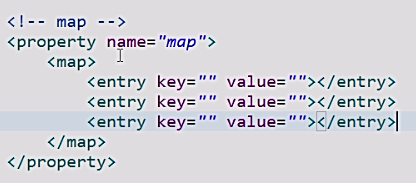 <!-- map -->
<property name="map">
<map>
<entry key="" value=""></entry>
<entry key="" value=""></entry>
<entry key="" value=""></entry>
</map>
</property>